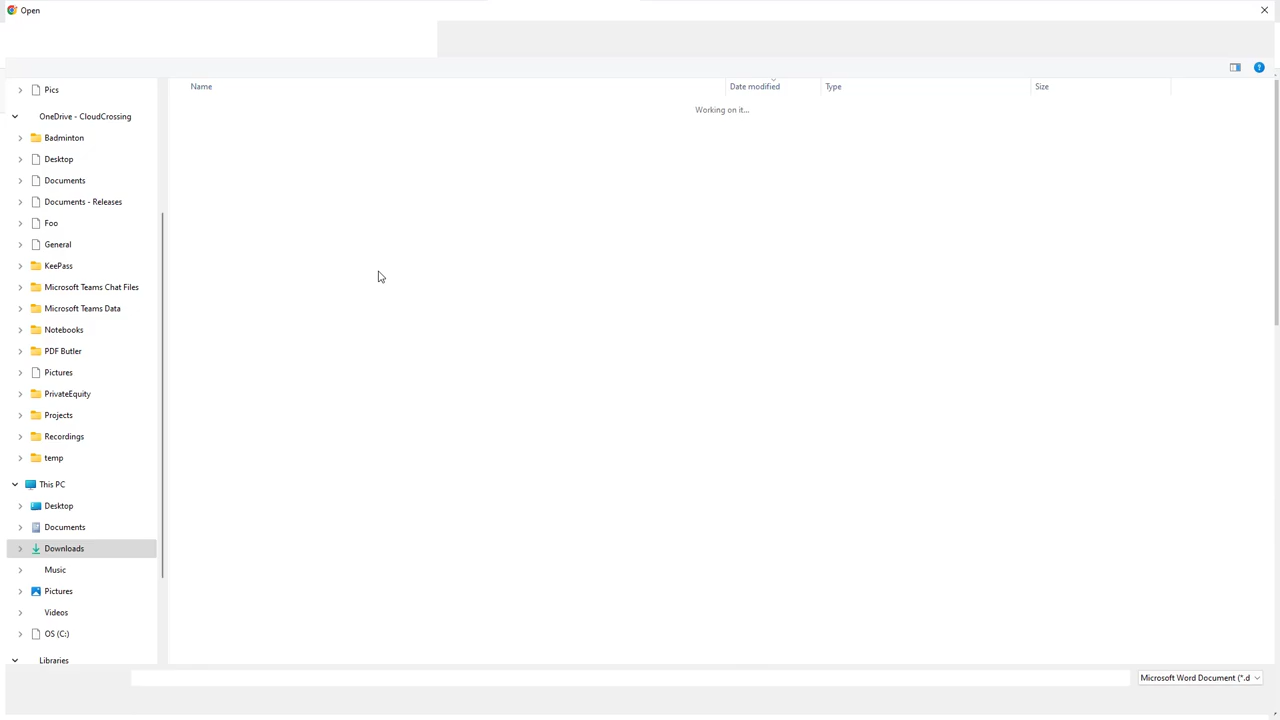 Open
Name
Date modified
Type
Size
Working on it...
Pics
OneDrive - CloudCrossing
Badminton
Desktop
Documents
Documents - Releases
Foo
General
KeePass
Microsoft Teams Chat Files
Microsoft Teams Data
Notebooks
PDF Butler
Pictures
PrivateEquity
Projects
Recordings
temp
This PC
Desktop
Documents
Downloads
Music
Pictures
Videos
OS (C:)
Libraries
Microsoft Word Document (*.d